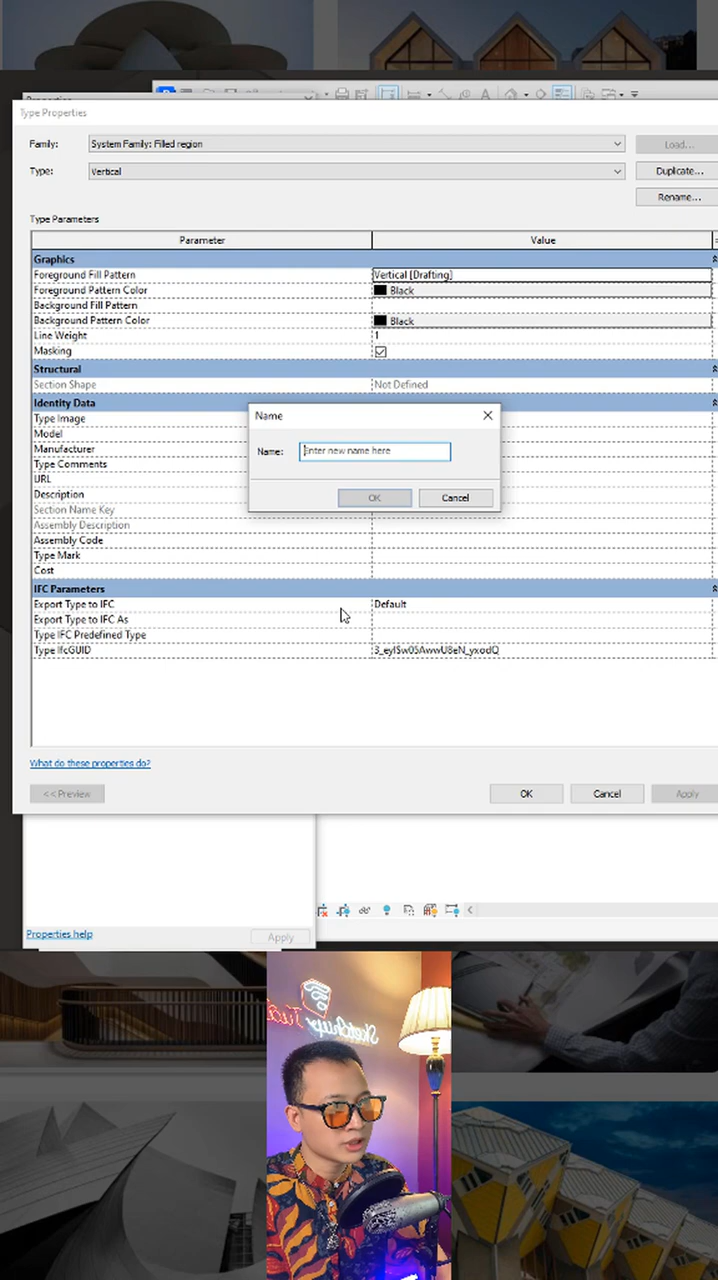 Properties
Type Properties
Family: System Family: Filled region Load...
Type: Vertical Duplicate...
Rename...
Type Parameters
Parameter Value =
Graphics
Foreground Fill Pattern Vertical [Drafting]
Foreground Pattern Color Black
Background Fill Pattern
Background Pattern Color Black
Line Weight 1
Masking
Structural
Section Shape Not Defined
Identity Data
Type Image
Model
Manufacturer
Type Comments
URL
Description
Section Name Key
Assembly Description
Assembly Code
Type Mark
Cost
Name
Name: Enter new name here
OK Cancel
IFC Parameters
Export Type to IFC Default
Export Type to IFC As
Type IFC Predefined Type
Type IfcGUID 3_eylSw05AwwU8eN_yxodQ
What do these properties do?
<< Preview OK Cancel Apply
Properties help Apply
Sketchup